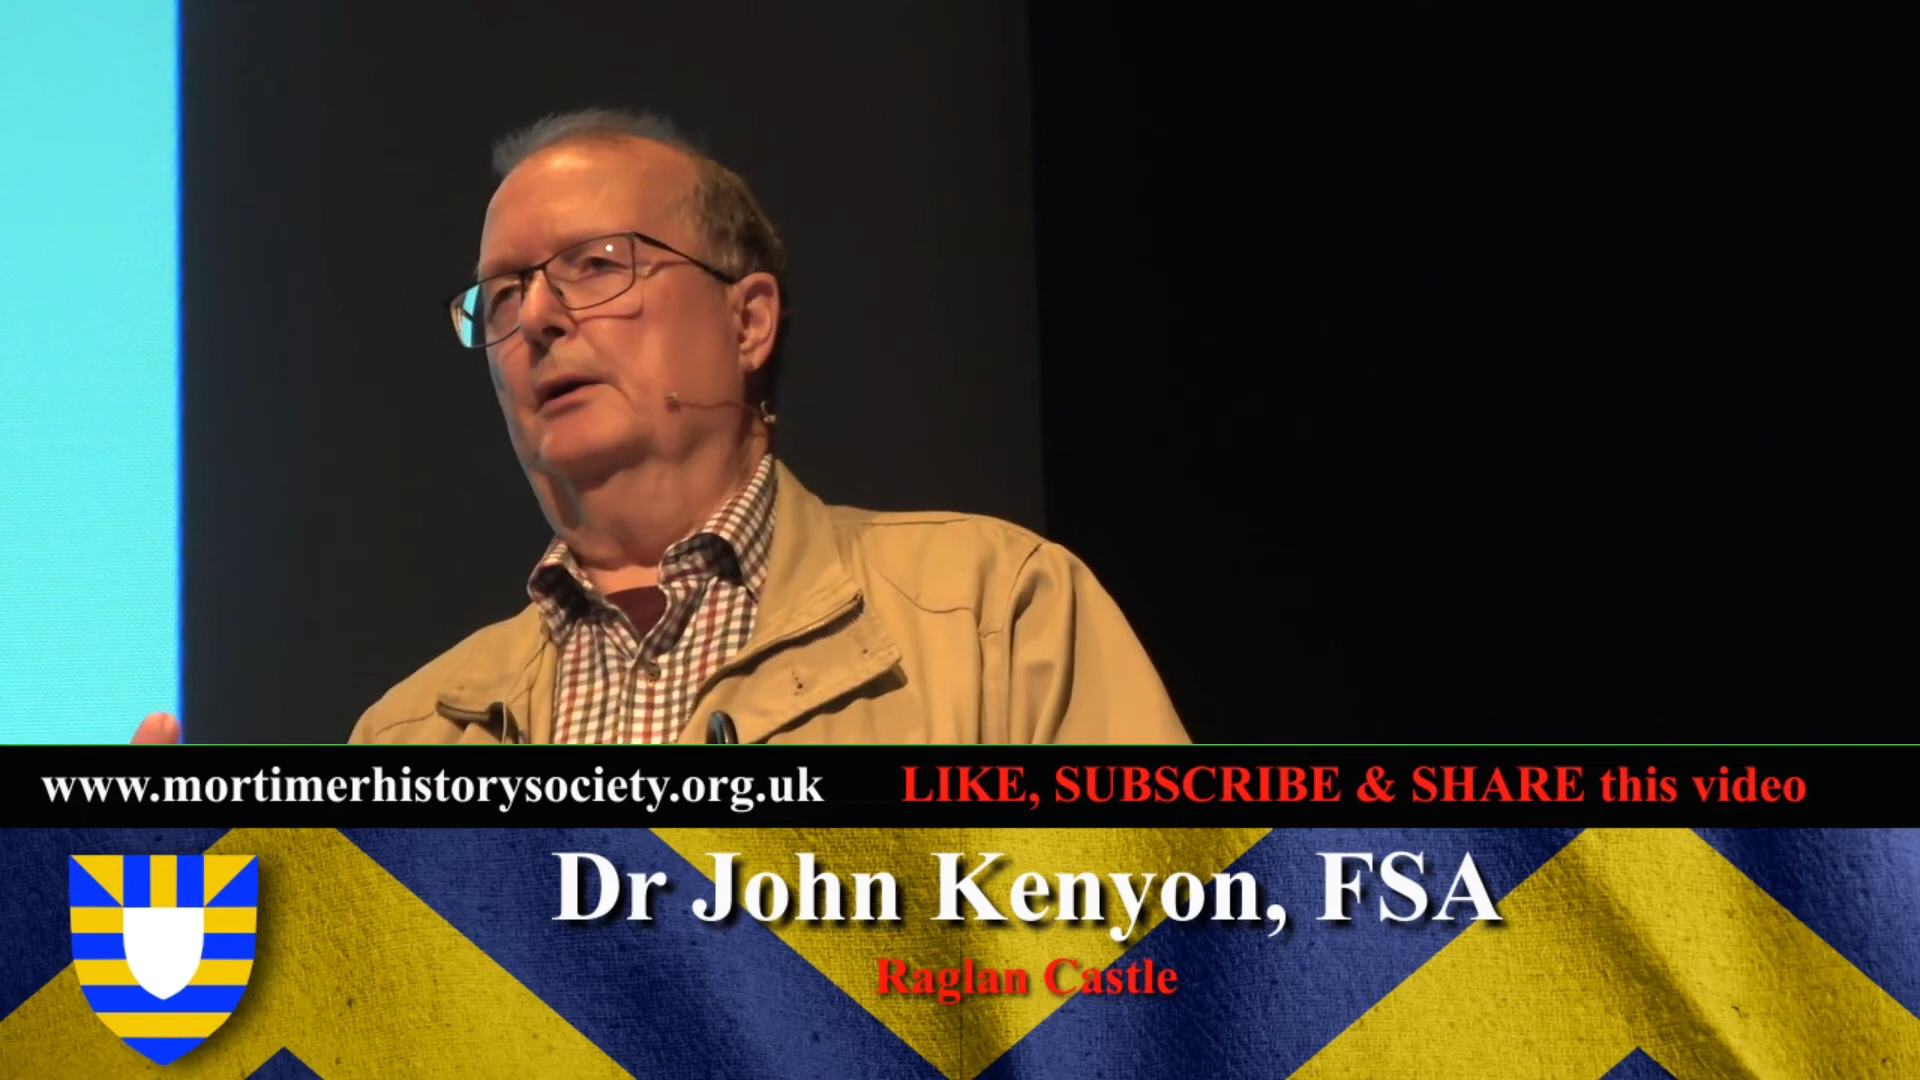 www.mortimerhistorysociety.org.uk LIKE, SUBSCRIBE & SHARE this video
Dr John Kenyon, FSA
Raglan Castle